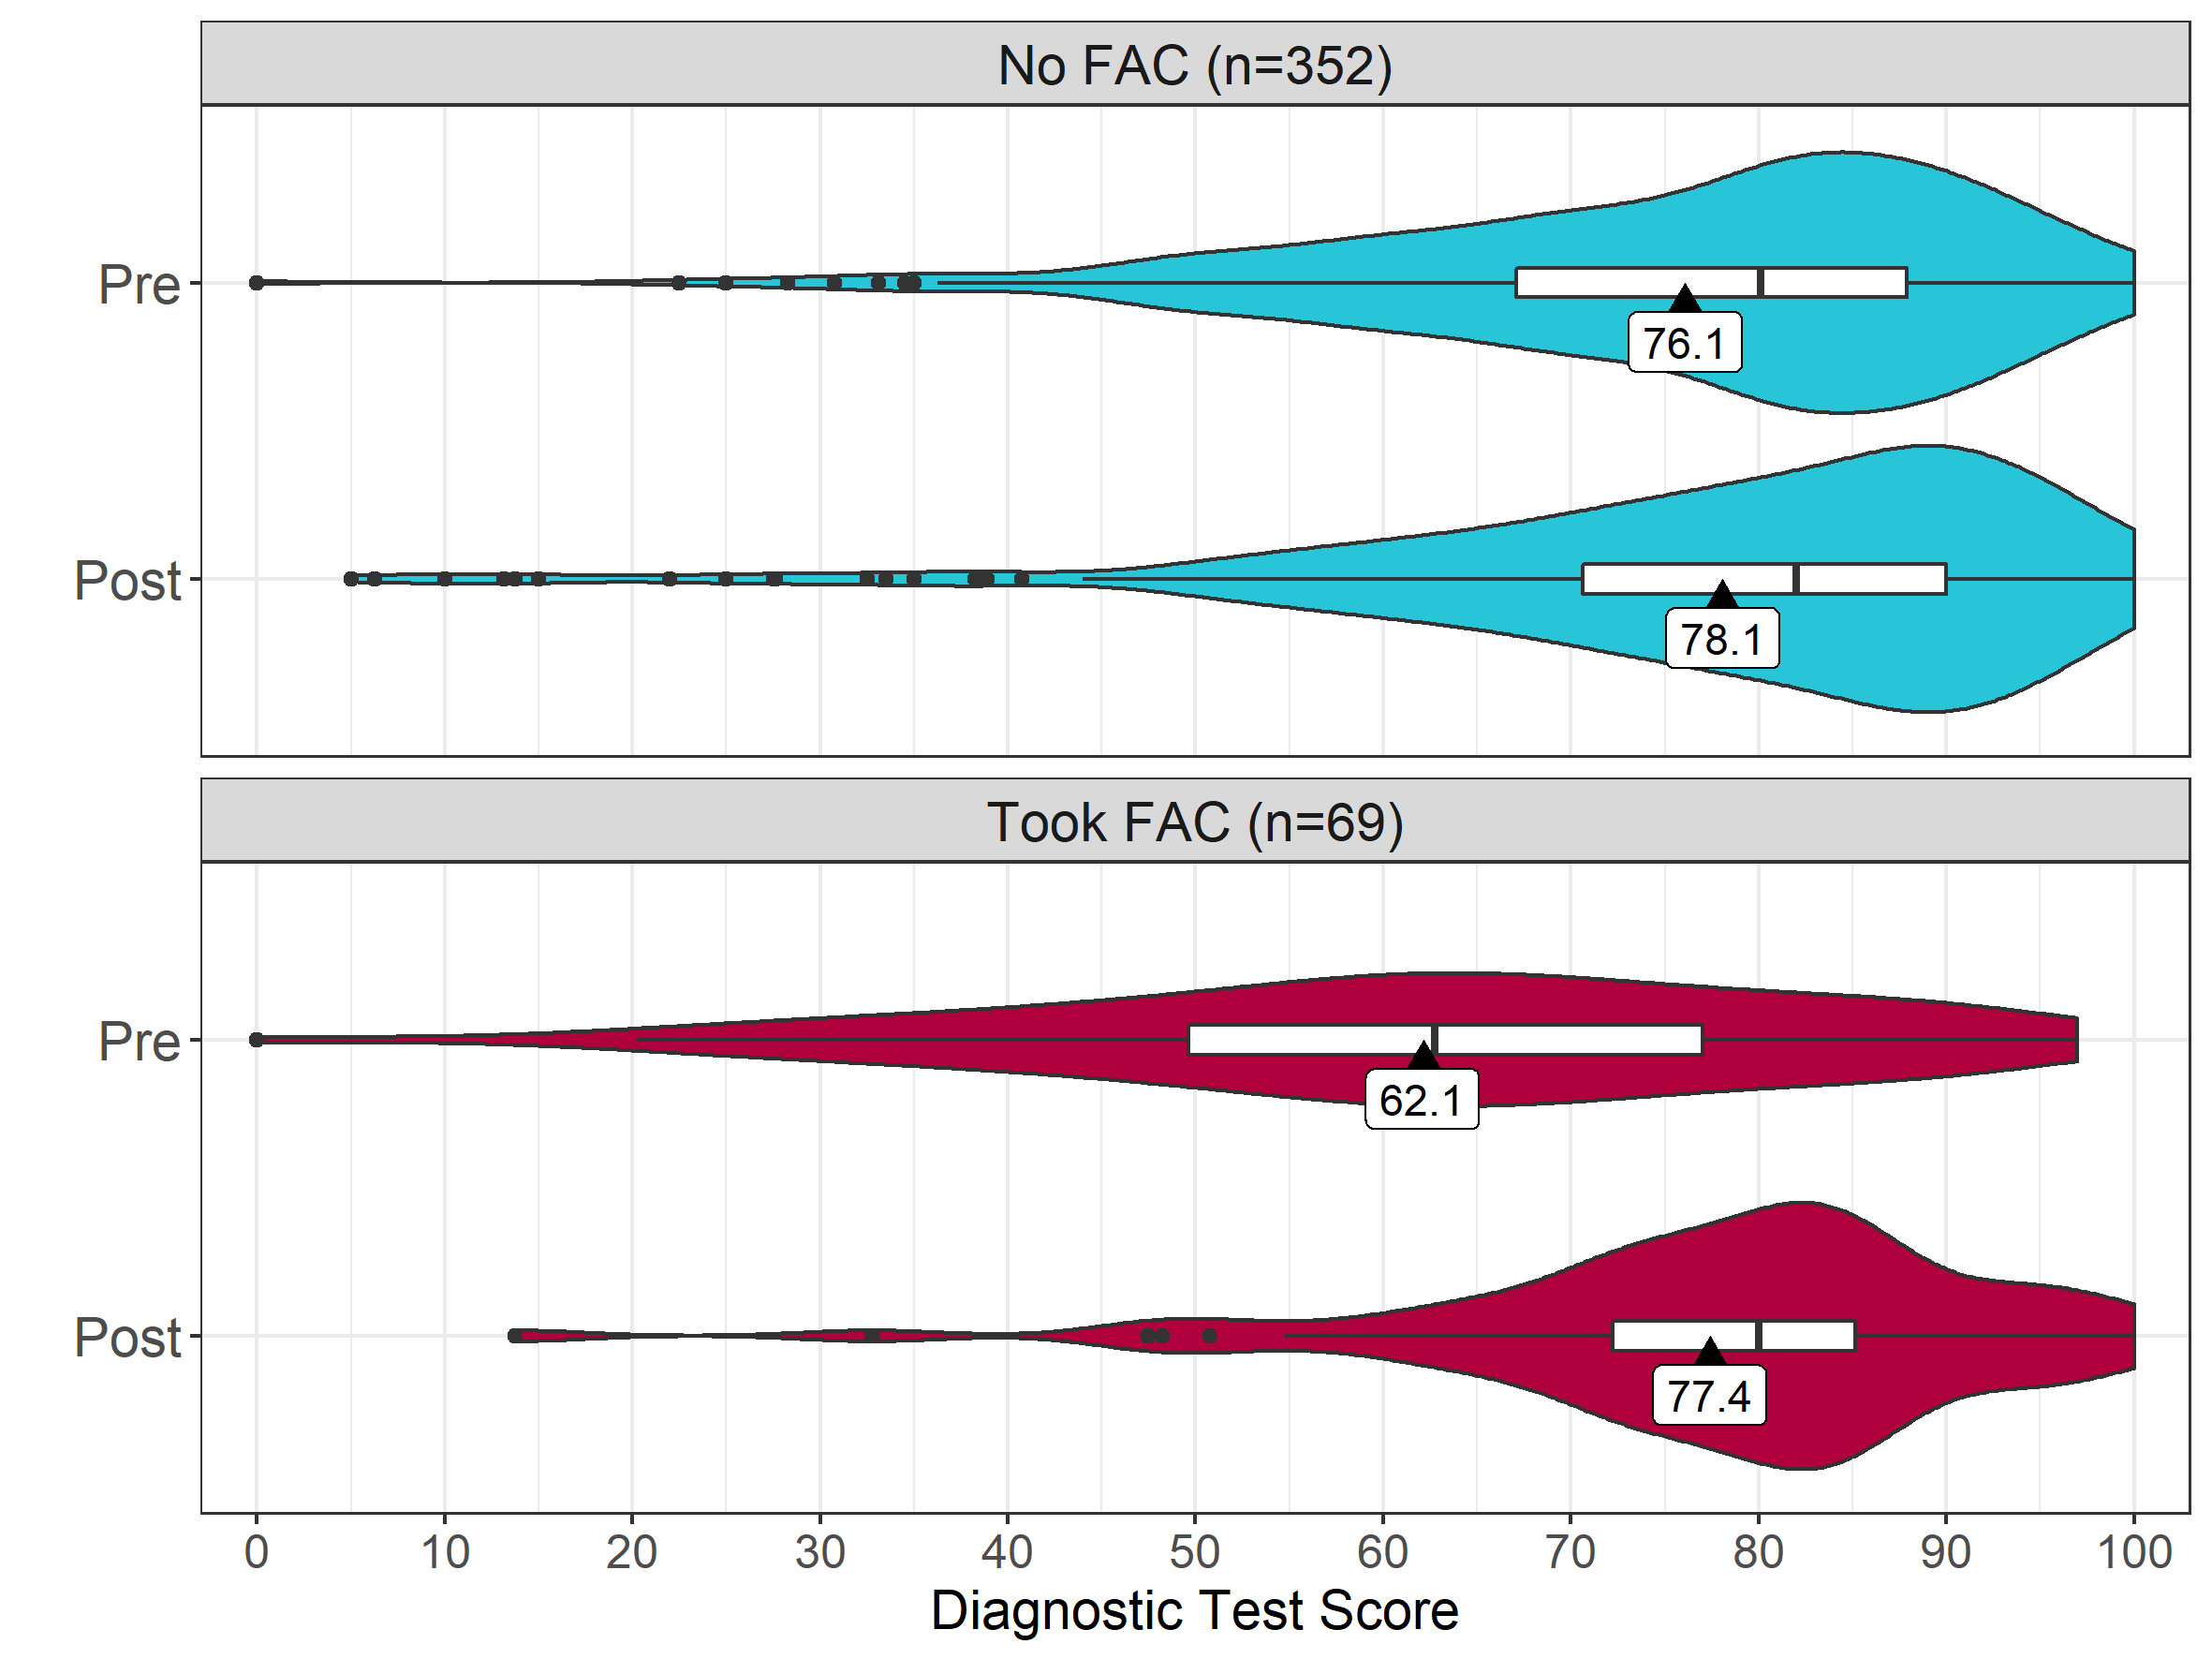 No FAC (n=352)
Pre
76.1
Post
78.1
Took FAC (n=69)
Pre
62.1
Post
77.4
0 10 20 30 40 50 60 70 80 90 100
Diagnostic Test Score